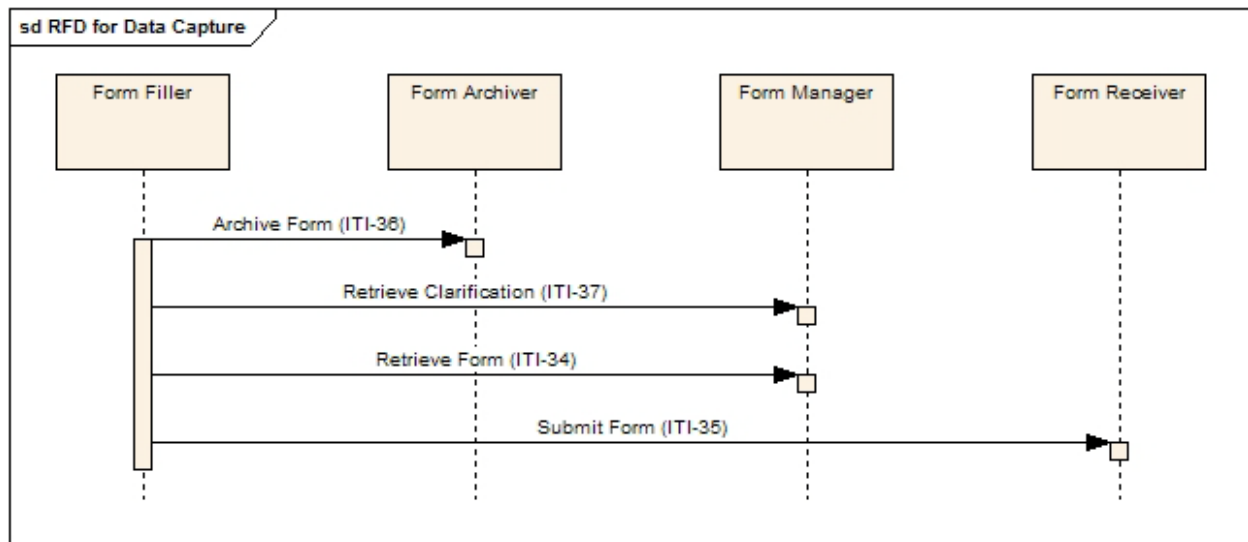 sd RFD for Data Capture
Form Filler
Form Archiver
Form Manager
Form Receiver
Archive Form (ITI-36)
Retrieve Clarification (ITI-37)
Retrieve Form (ITI-34)
Submit Form (ITI-35)